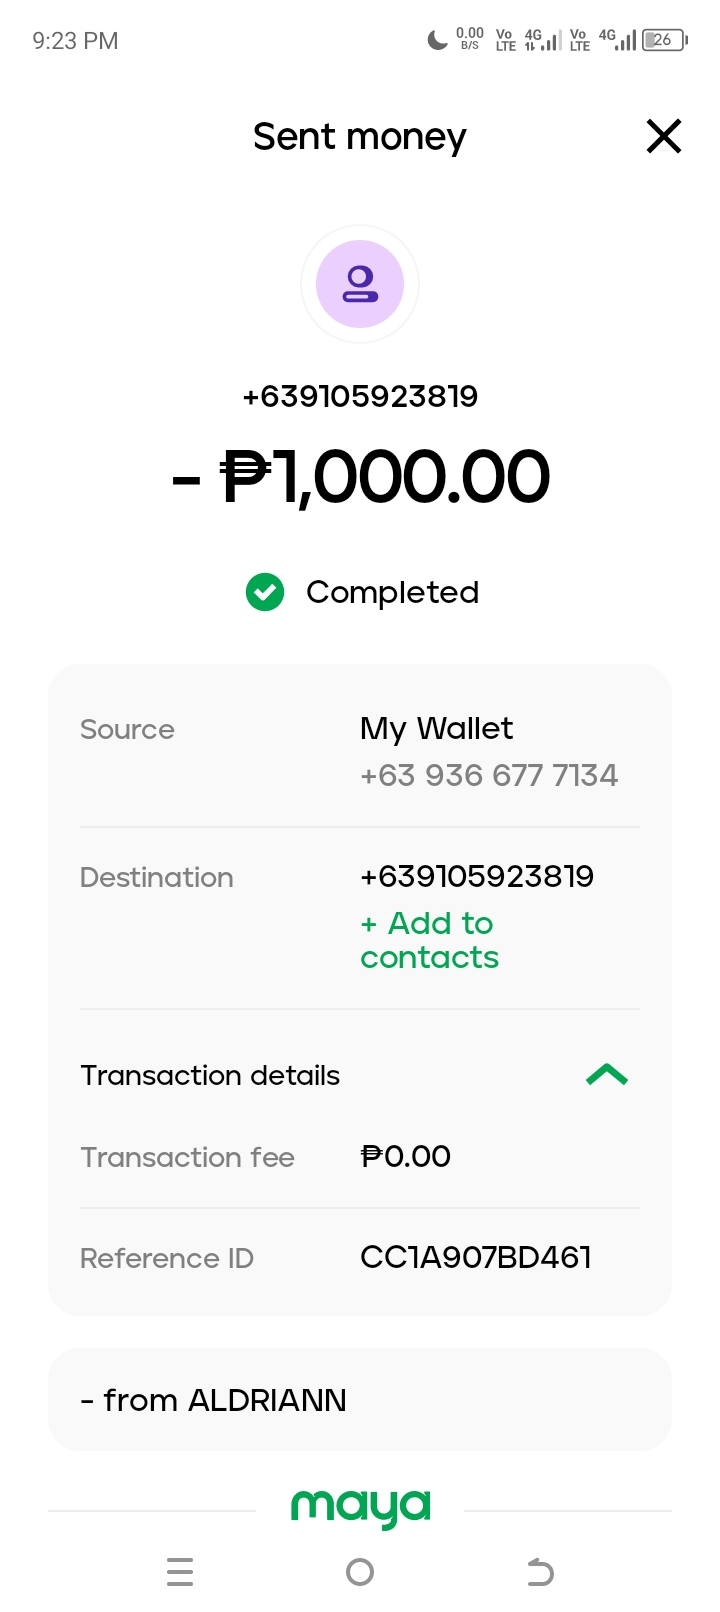 9:23 PM
0.00 B/S Vo LTE 4G Vo LTE 4G 26
Sent money
+639105923819
- ₱1,000.00
Completed
Source My Wallet
+63 936 677 7134
Destination +639105923819
+ Add to
contacts
Transaction details
Transaction fee ₱0.00
Reference ID CC1A907BD461
- from ALDRIANN
maya